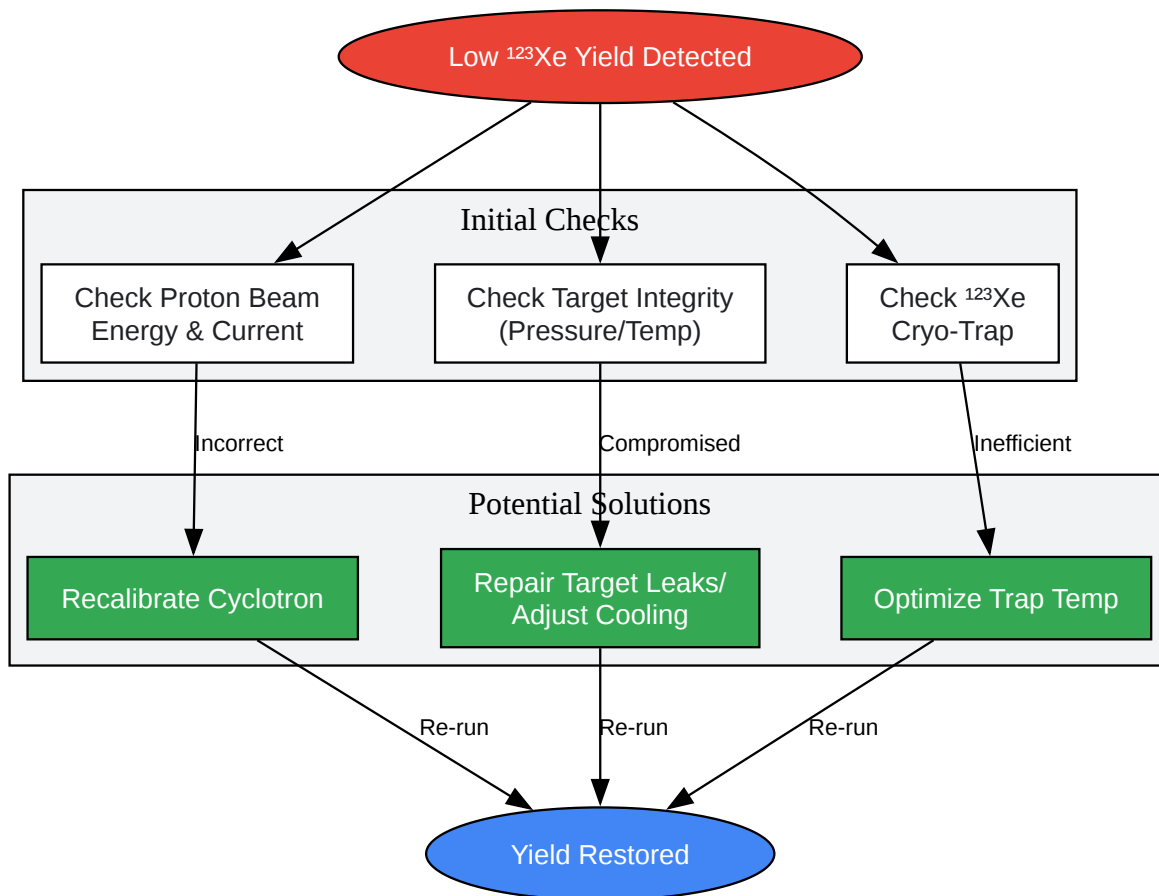 Low ¹²³Xe Yield Detected
Initial Checks
Check Proton Beam
Energy & Current
Check Target Integrity
(Pressure/Temp)
Check ¹²³Xe
Cryo-Trap
Incorrect
Compromised
Inefficient
Potential Solutions
Recalibrate Cyclotron
Repair Target Leaks/
Adjust Cooling
Optimize Trap Temp
Re-run
Re-run
Re-run
Yield Restored